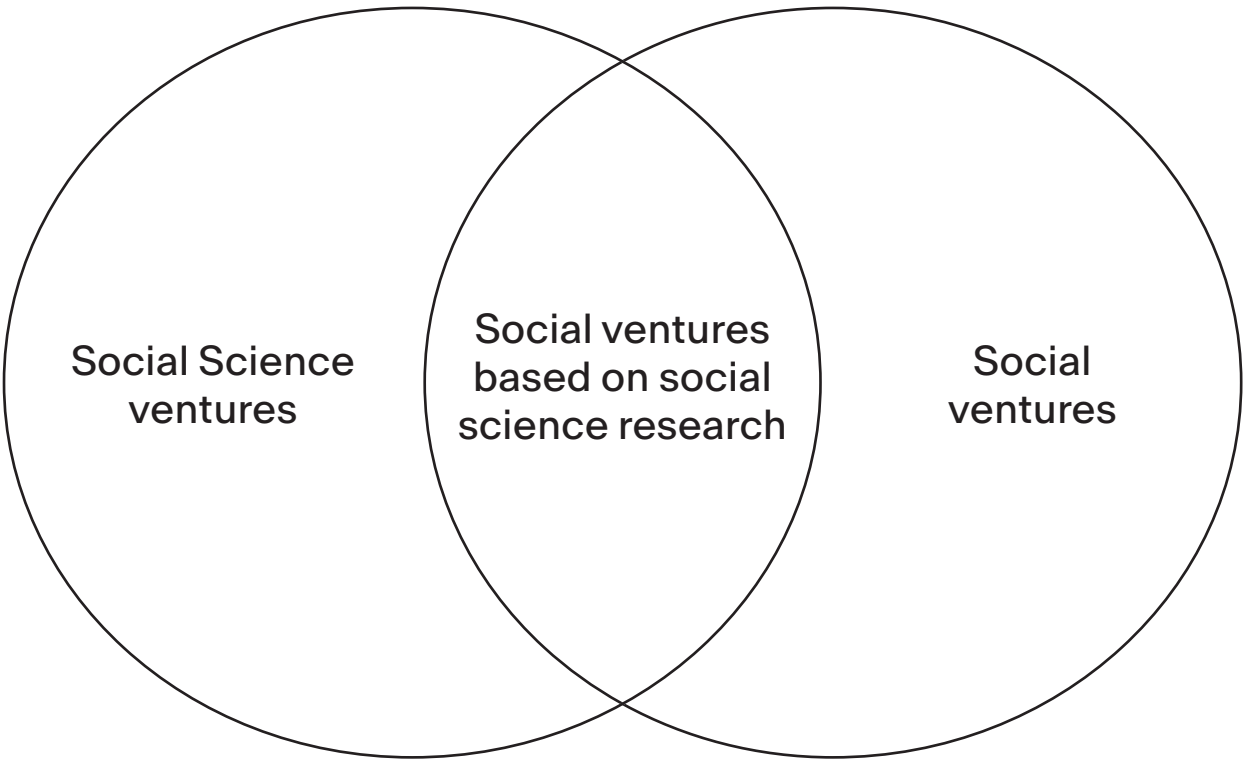 Social Science
ventures
Social ventures
based on social
science research
Social
ventures